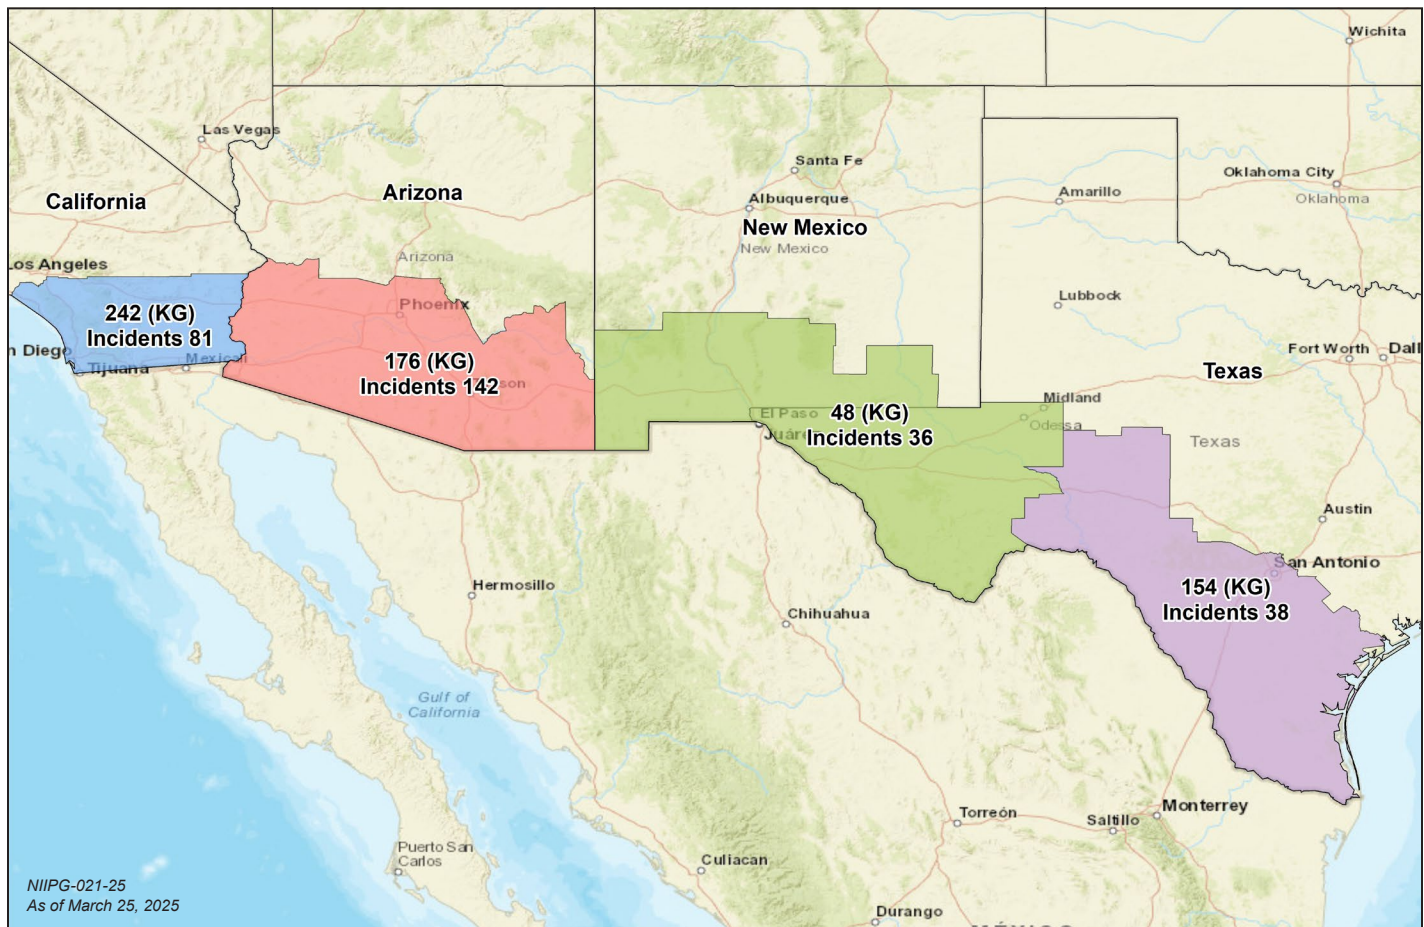 Wichita
Las Vegas
Santa Fe
Oklahoma City
Oklahoma
Amarillo
California
Arizona
Albuquerque
New Mexico
New Mexico
Arizona
Los Angeles
Lubbock
Phoenix
242 (KG)
Incidents 81
n Diego
Tijuana
Mexicali
Fort Worth
Dall
176 (KG)
Incidents 142
son
Texas
Midland
Odessa
El Paso
Juárez
48 (KG)
Incidents 36
Texas
Austin
San Antonio
Hermosillo
154 (KG)
Incidents 38
Chihuahua
Gulf of
California
Torreón
Saltillo
Monterrey
Puerto San
Carlos
Culiacan
NIIPG-021-25
As of March 25, 2025
Durango
MÉXICO